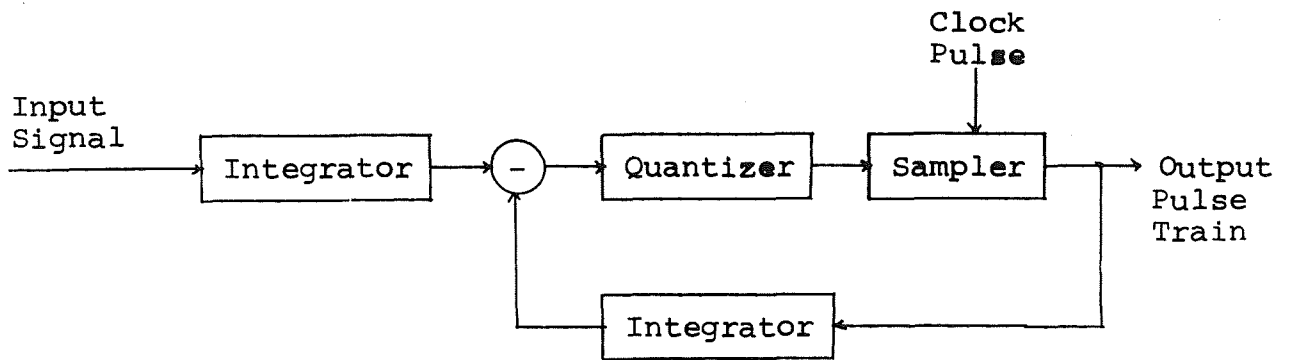 Clock
Pulse
Input
Signal
Integrator
-
Quantizer
Sampler
Output
Pulse
Train
Integrator